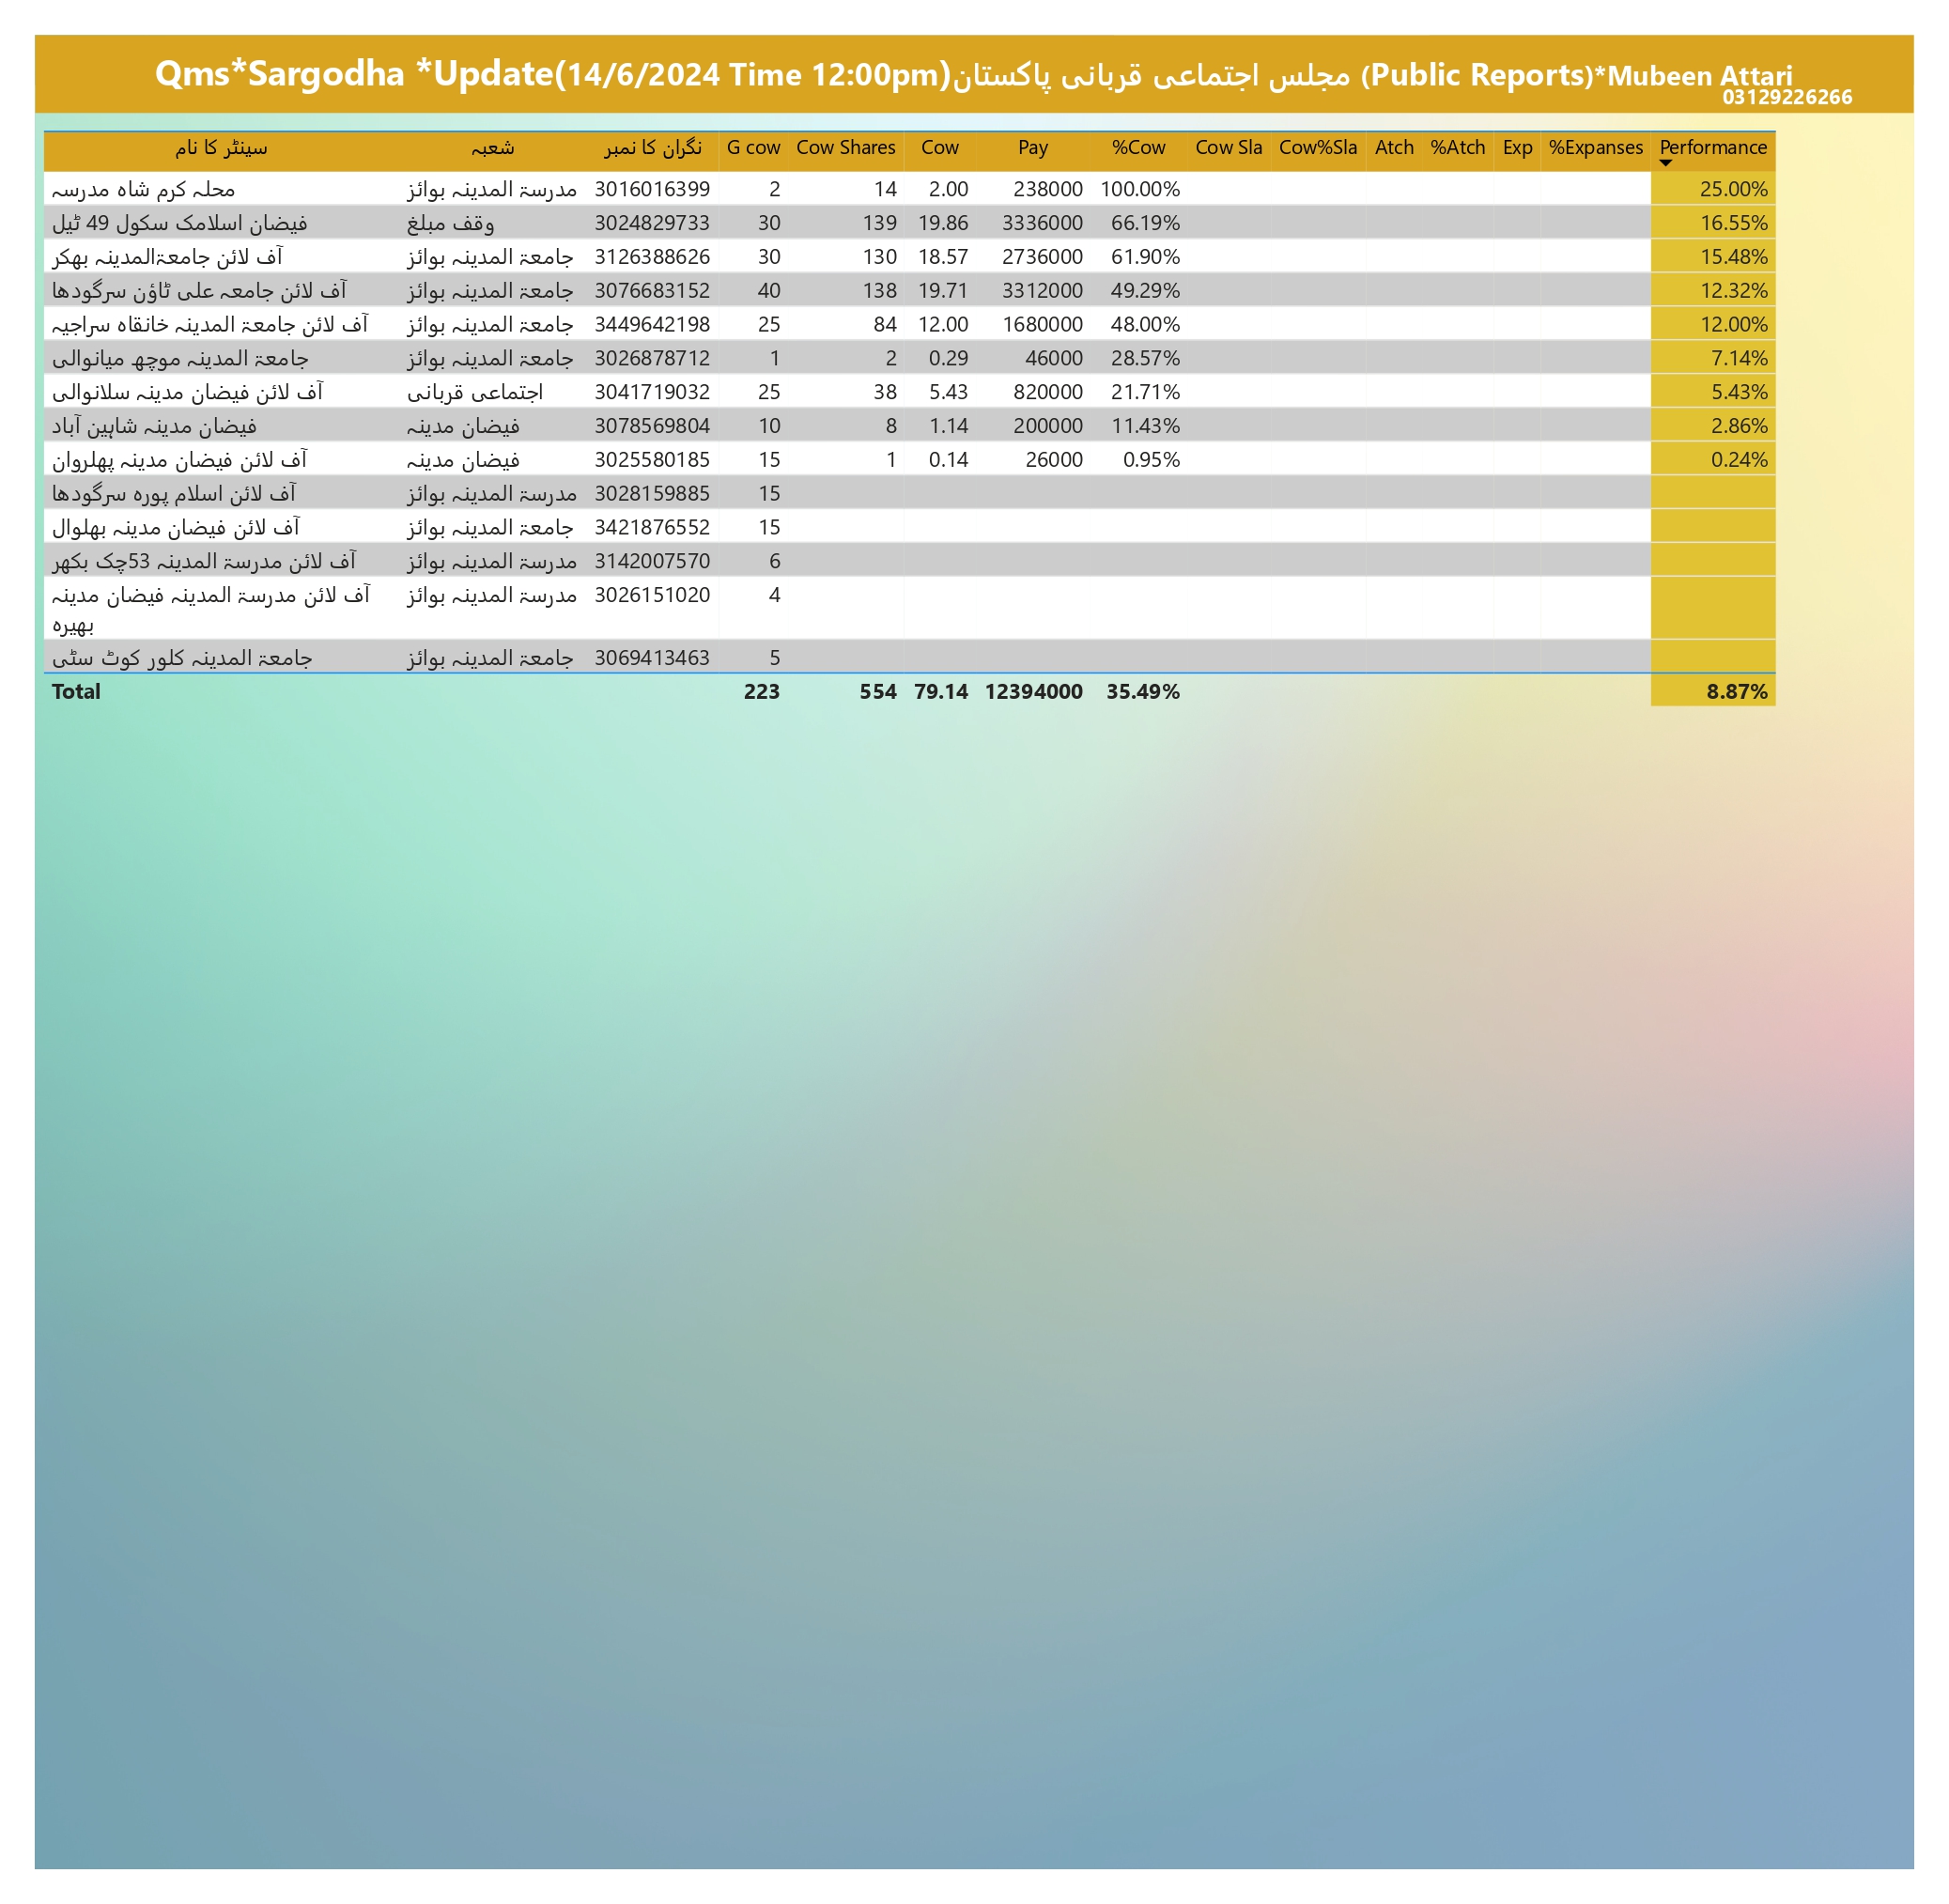 Qms*Sargodha *Update(14/6/2024 Time 12:00pm)مجلس اجتماعی قربانی پاکستان (Public Reports)*Mubeen Attari
03129226266
سینٹر کا نام شعبہ نگران کا نمبر G cow Cow Shares Cow Pay %Cow Cow Sla Cow%Sla Atch %Atch Exp %Expanses Performance
محلہ کرم شاہ مدرسہ مدرسۃ المدینہ بوائز 3016016399 2 14 2.00 238000 100.00% 25.00%
فیضان اسلامک سکول 49 ٹیل وقف مبلغ 3024829733 30 139 19.86 3336000 66.19% 16.55%
آف لائن جامعۃالمدینہ بھکر جامعۃ المدینہ بوائز 3126388626 30 130 18.57 2736000 61.90% 15.48%
آف لائن جامعہ علی ٹاؤن سرگودھا جامعۃ المدینہ بوائز 3076683152 40 138 19.71 3312000 49.29% 12.32%
آف لائن جامعۃ المدینہ خانقاہ سراجیہ جامعۃ المدینہ بوائز 3449642198 25 84 12.00 1680000 48.00% 12.00%
جامعۃ المدینہ موچھ میانوالی جامعۃ المدینہ بوائز 3026878712 1 2 0.29 46000 28.57% 7.14%
آف لائن فیضان مدینہ سلانوالی اجتماعی قربانی 3041719032 25 38 5.43 820000 21.71% 5.43%
فیضان مدینہ شاہین آباد فیضان مدینہ 3078569804 10 8 1.14 200000 11.43% 2.86%
آف لائن فیضان مدینہ پھلروان فیضان مدینہ 3025580185 15 1 0.14 26000 0.95% 0.24%
آف لائن اسلام پورہ سرگودھا مدرسۃ المدینہ بوائز 3028159885 15
آف لائن فیضان مدینہ بھلوال جامعۃ المدینہ بوائز 3421876552 15
آف لائن مدرسۃ المدینہ 53چک بکھر مدرسۃ المدینہ بوائز 3142007570 6
آف لائن مدرسۃ المدینہ فیضان مدینہ مدرسۃ المدینہ بوائز 3026151020 4
بھیرہ
جامعۃ المدینہ کلور کوٹ سٹی جامعۃ المدینہ بوائز 3069413463 5
Total 223 554 79.14 12394000 35.49% 8.87%